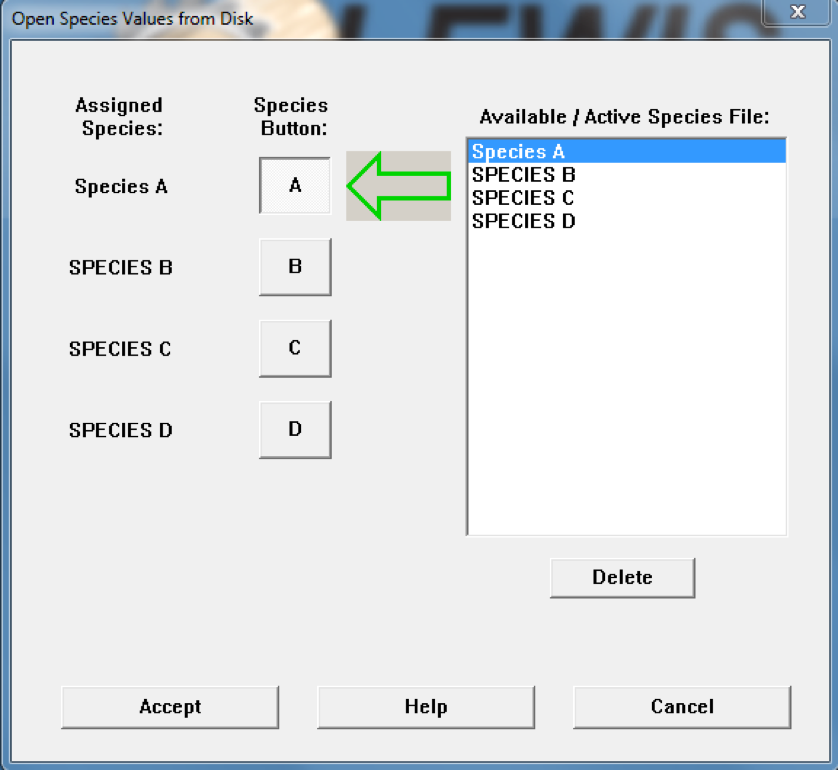 Open Species Values from Disk
LEWIS
X
Assigned
Species:
Species
Button:
Available / Active Species File:
Species A
A
Species A
SPECIES B
SPECIES C
SPECIES D
SPECIES B
B
SPECIES C
C
SPECIES D
D
Delete
Accept
Help
Cancel